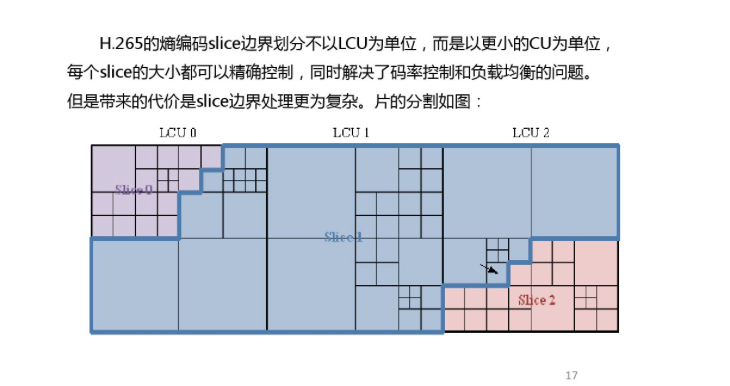 H.265的熵编码slice边界划分不以LCU为单位，而是以更小的CU为单位，
每个slice的大小都可以精确控制，同时解决了码率控制和负载均衡的问题。
但是带来的代价是slice边界处理更为复杂。片的分割如图：
LCU 0 LCU 1 LCU 2
Slice 0
Slice 1
Slice 2
17